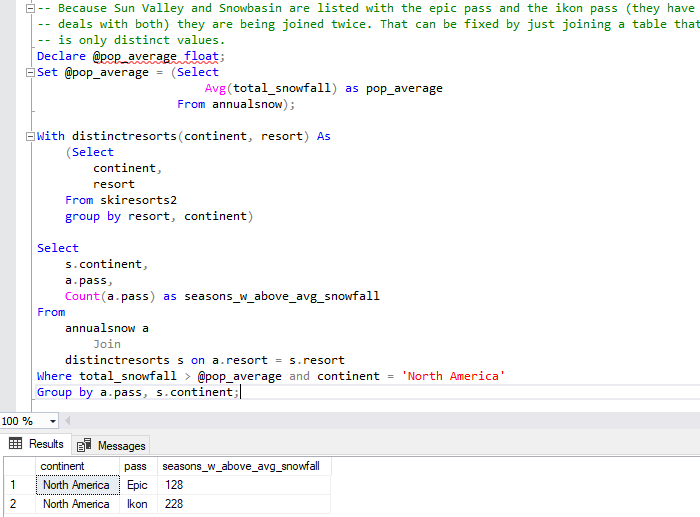 -- Because Sun Valley and Snowbasin are listed with the epic pass and the ikon pass (they have
-- deals with both) they are being joined twice. That can be fixed by just joining a table that
-- is only distinct values.
Declare @pop_average float;
Set @pop_average = (Select
Avg(total_snowfall) as pop_average
From annualsnow);
With distinctresorts(continent, resort) As
(Select
continent,
resort
From skiresorts2
group by resort, continent)
Select
s.continent,
a.pass,
Count(a.pass) as seasons_w_above_avg_snowfall
From
annualsnow a
Join
distinctresorts s on a.resort = s.resort
Where total_snowfall > @pop_average and continent = 'North America'
Group by a.pass, s.continent;
100 %
Results Messages
continent pass seasons_w_above_avg_snowfall
1 North America Epic 128
2 North America Ikon 228